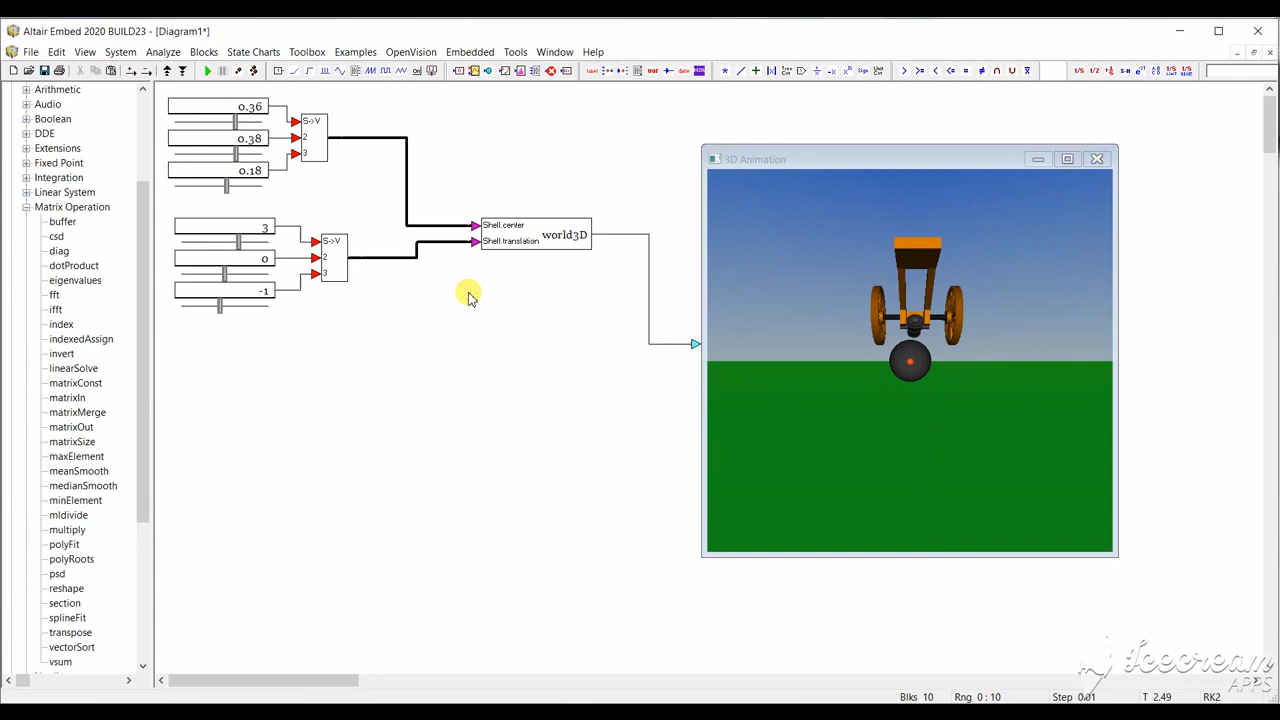 Altair Embed 2020 BUILD23 - [Diagram1*]
File Edit View System Analyze Blocks State Charts Toolbox Examples OpenVision Embedded Tools Window Help
Arithmetic
Audio
Boolean
DDE
Extensions
Fixed Point
Integration
Linear System
Matrix Operation
buffer
csd
diag
dotProduct
eigenvalues
fft
ifft
index
indexedAssign
invert
linearSolve
matrixConst
matrixIn
matrixMerge
matrixOut
matrixSize
maxElement
meanSmooth
medianSmooth
minElement
mldivide
multiply
polyFit
polyRoots
psd
reshape
section
splineFit
transpose
vectorSort
vsum
0.36
0.38
0.18
S->V
2
3
3
0
-1
S->V
2
3
Shell.center
Shell.translation
world3D
3D Animation
Icecream
APPS
Blks 10 Rng 0 : 10 Step 0.01 T 2.49 RK2